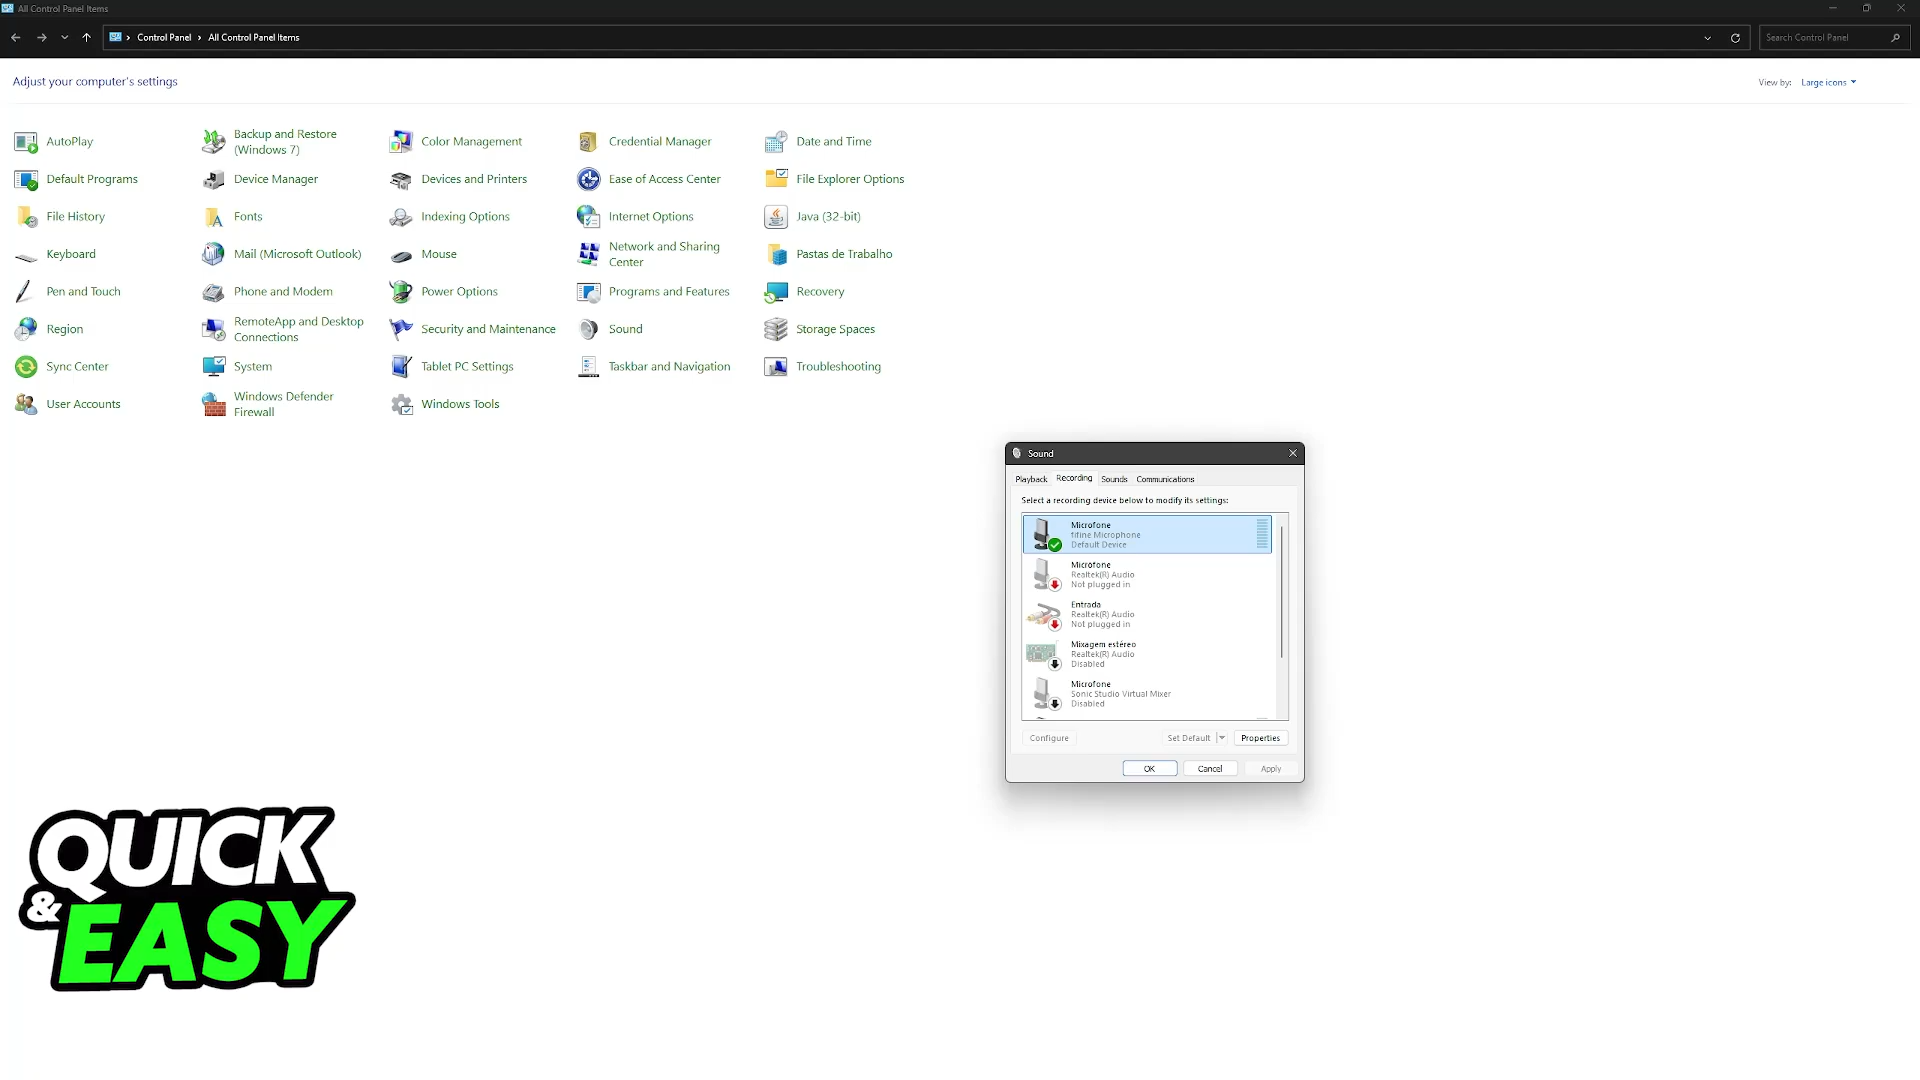 All Control Panel Items
Control Panel › All Control Panel Items
Search Control Panel
Adjust your computer's settings
View by: Large icons
AutoPlay
Backup and Restore
(Windows 7)
Color Management
Credential Manager
Date and Time
Default Programs
Device Manager
Devices and Printers
Ease of Access Center
File Explorer Options
File History
Fonts
Indexing Options
Internet Options
Java (32-bit)
Keyboard
Mail (Microsoft Outlook)
Mouse
Network and Sharing
Center
Pastas de Trabalho
Pen and Touch
Phone and Modem
Power Options
Programs and Features
Recovery
Region
RemoteApp and Desktop
Connections
Security and Maintenance
Sound
Storage Spaces
Sync Center
System
Tablet PC Settings
Taskbar and Navigation
Troubleshooting
User Accounts
Windows Defender
Firewall
Windows Tools
Sound
Playback Recording Sounds Communications
Select a recording device below to modify its settings:
Microfone
fifine Microphone
Default Device
Microfone
Realtek(R) Audio
Not plugged in
Entrada
Realtek(R) Audio
Not plugged in
Mixagem estéreo
Realtek(R) Audio
Disabled
Microfone
Sonic Studio Virtual Mixer
Disabled
Configure Set Default Properties
OK Cancel Apply
QUICK
& EASY